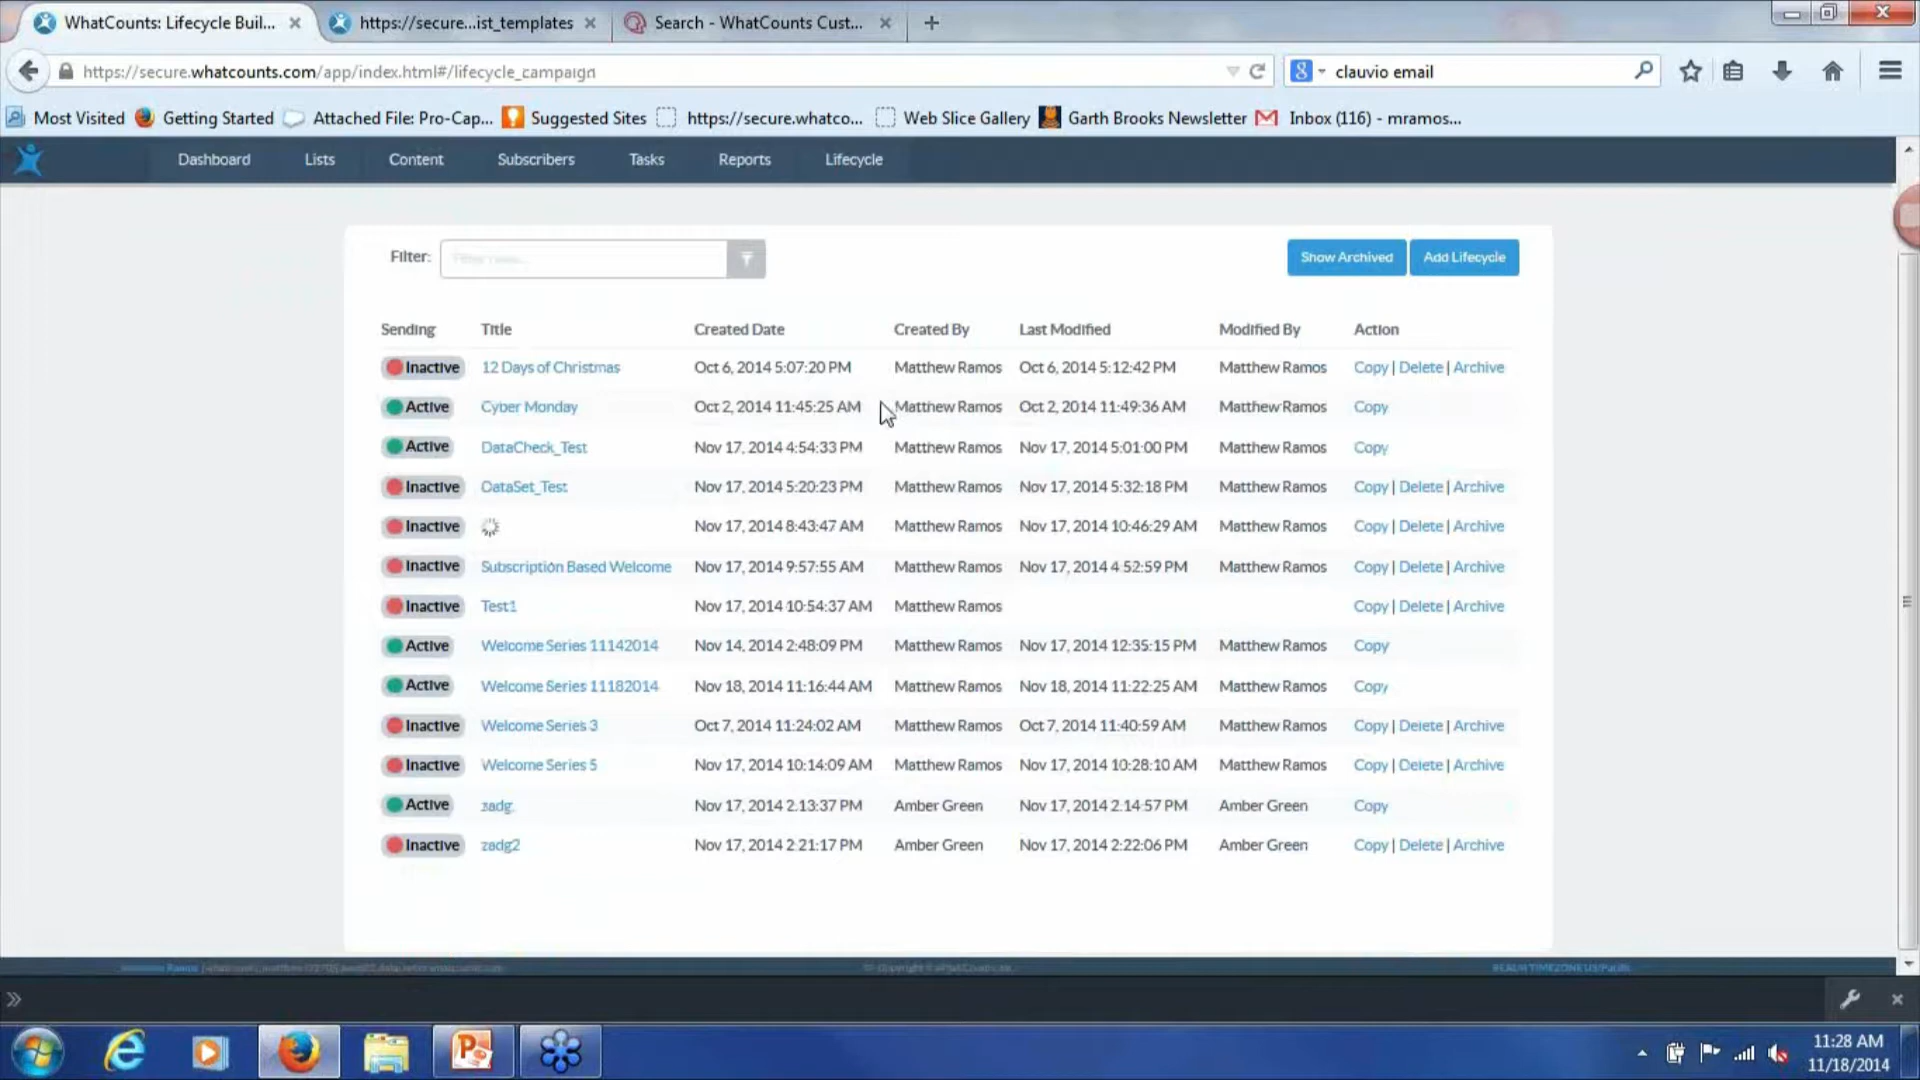 WhatCounts: Lifecycle Buil... https://secure...ist_templates Search - WhatCounts Cust...
https://secure.whatcounts.com/app/index.html#/lifecycle_campaign clauvio email
Most Visited Getting Started Attached File: Pro-Cap... Suggested Sites https://secure.whatco... Web Slice Gallery Garth Brooks Newsletter Inbox (116) - mramos...
Dashboard Lists Content Subscribers Tasks Reports Lifecycle
Filter: Show Archived Add Lifecycle
Sending Title Created Date Created By Last Modified Modified By Action
Inactive 12 Days of Christmas Oct 6, 2014 5:07:20 PM Matthew Ramos Oct 6, 2014 5:12:42 PM Matthew Ramos Copy | Delete | Archive
Active Cyber Monday Oct 2, 2014 11:45:25 AM Matthew Ramos Oct 2, 2014 11:49:36 AM Matthew Ramos Copy
Active DataCheck_Test Nov 17, 2014 4:54:33 PM Matthew Ramos Nov 17, 2014 5:01:00 PM Matthew Ramos Copy
Inactive DataSet_Test Nov 17, 2014 5:20:23 PM Matthew Ramos Nov 17, 2014 5:32:18 PM Matthew Ramos Copy | Delete | Archive
Inactive Nov 17, 2014 8:43:47 AM Matthew Ramos Nov 17, 2014 10:46:29 AM Matthew Ramos Copy | Delete | Archive
Inactive Subscription Based Welcome Nov 17, 2014 9:57:55 AM Matthew Ramos Nov 17, 2014 4:52:59 PM Matthew Ramos Copy | Delete | Archive
Inactive Test1 Nov 17, 2014 10:54:37 AM Matthew Ramos Copy | Delete | Archive
Active Welcome Series 11142014 Nov 14, 2014 2:48:09 PM Matthew Ramos Nov 17, 2014 12:35:15 PM Matthew Ramos Copy
Active Welcome Series 11182014 Nov 18, 2014 11:16:44 AM Matthew Ramos Nov 18, 2014 11:22:25 AM Matthew Ramos Copy
Inactive Welcome Series 3 Oct 7, 2014 11:24:02 AM Matthew Ramos Oct 7, 2014 11:40:59 AM Matthew Ramos Copy | Delete | Archive
Inactive Welcome Series 5 Nov 17, 2014 10:14:09 AM Matthew Ramos Nov 17, 2014 10:28:10 AM Matthew Ramos Copy | Delete | Archive
Active zadg Nov 17, 2014 2:13:37 PM Amber Green Nov 17, 2014 2:14:57 PM Amber Green Copy
Inactive zadg2 Nov 17, 2014 2:21:17 PM Amber Green Nov 17, 2014 2:22:06 PM Amber Green Copy | Delete | Archive
11:28 AM
11/18/2014